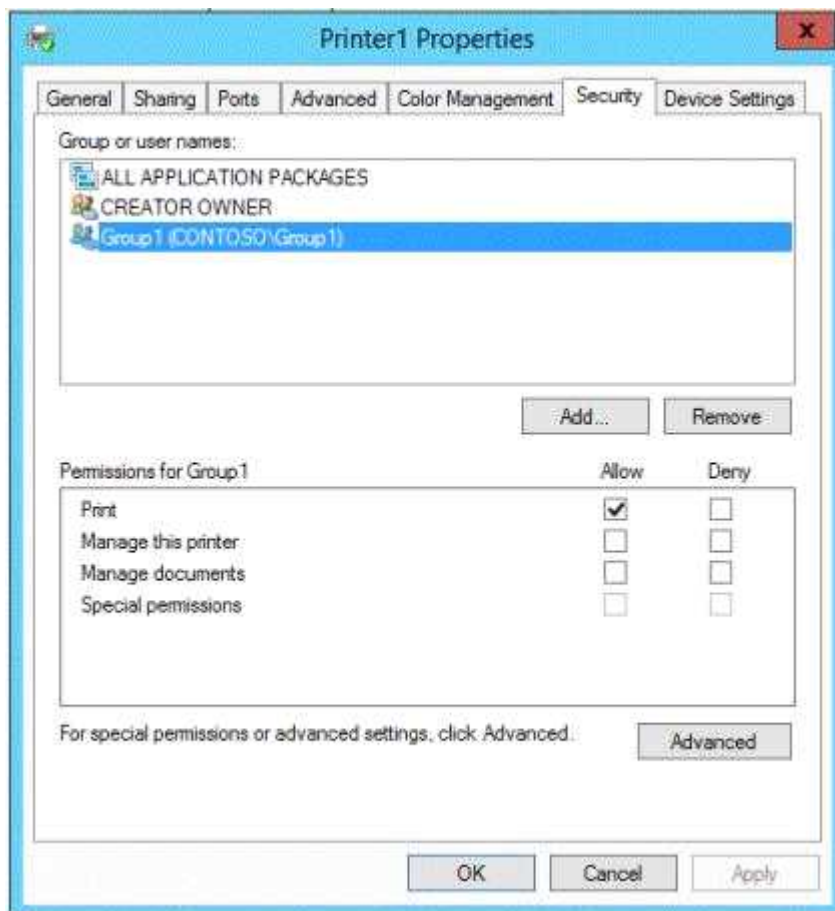 Printer1 Properties
x
General Sharing Ports Advanced Color Management Security Device Settings
Group or user names:
ALL APPLICATION PACKAGES
CREATOR OWNER
Group1 (CONTOSO\Group1)
Add... Remove
Permissions for Group1 Allow Deny
Print
Manage this printer
Manage documents
Special permissions
For special permissions or advanced settings, click Advanced. Advanced
OK Cancel Apply